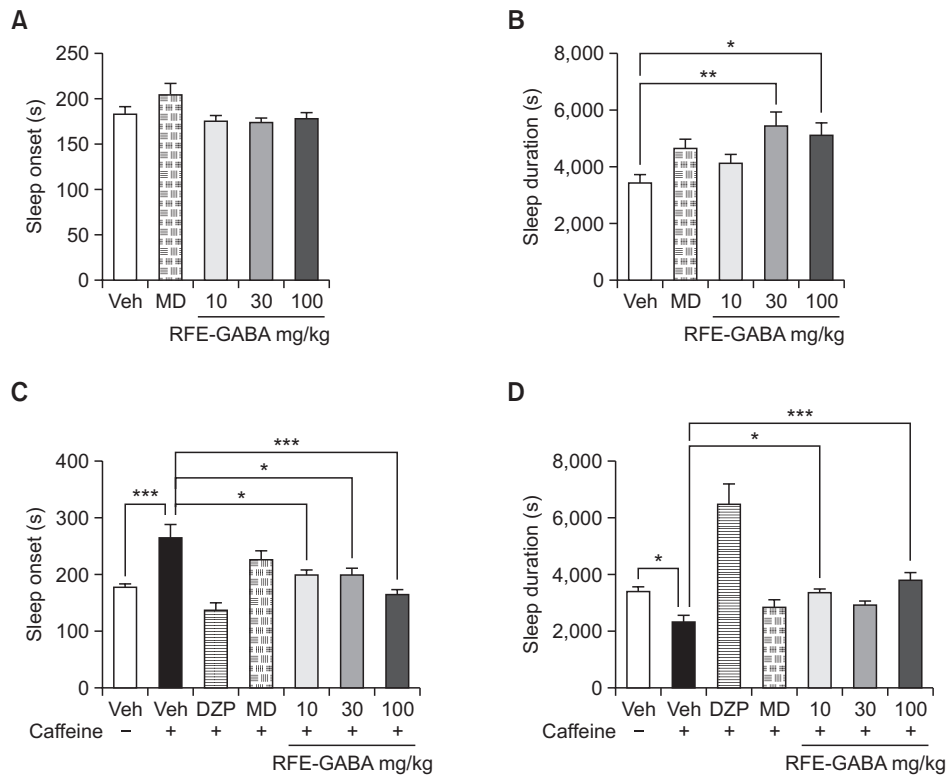 A
250
200
150
100
50
0
Sleep onset (s)
Veh MD 10 30 100
RFE-GABA mg/kg
B
8,000
6,000
4,000
2,000
0
Sleep duration (s)
*
**
Veh MD 10 30 100
RFE-GABA mg/kg
C
400
300
200
100
0
Sleep onset (s)
***
*
*
***
Veh Veh DZP MD 10 30 100
Caffeine – + + + + + +
RFE-GABA mg/kg
D
8,000
6,000
4,000
2,000
0
Sleep duration (s)
***
*
*
Veh Veh DZP MD 10 30 100
Caffeine – + + + + + +
RFE-GABA mg/kg